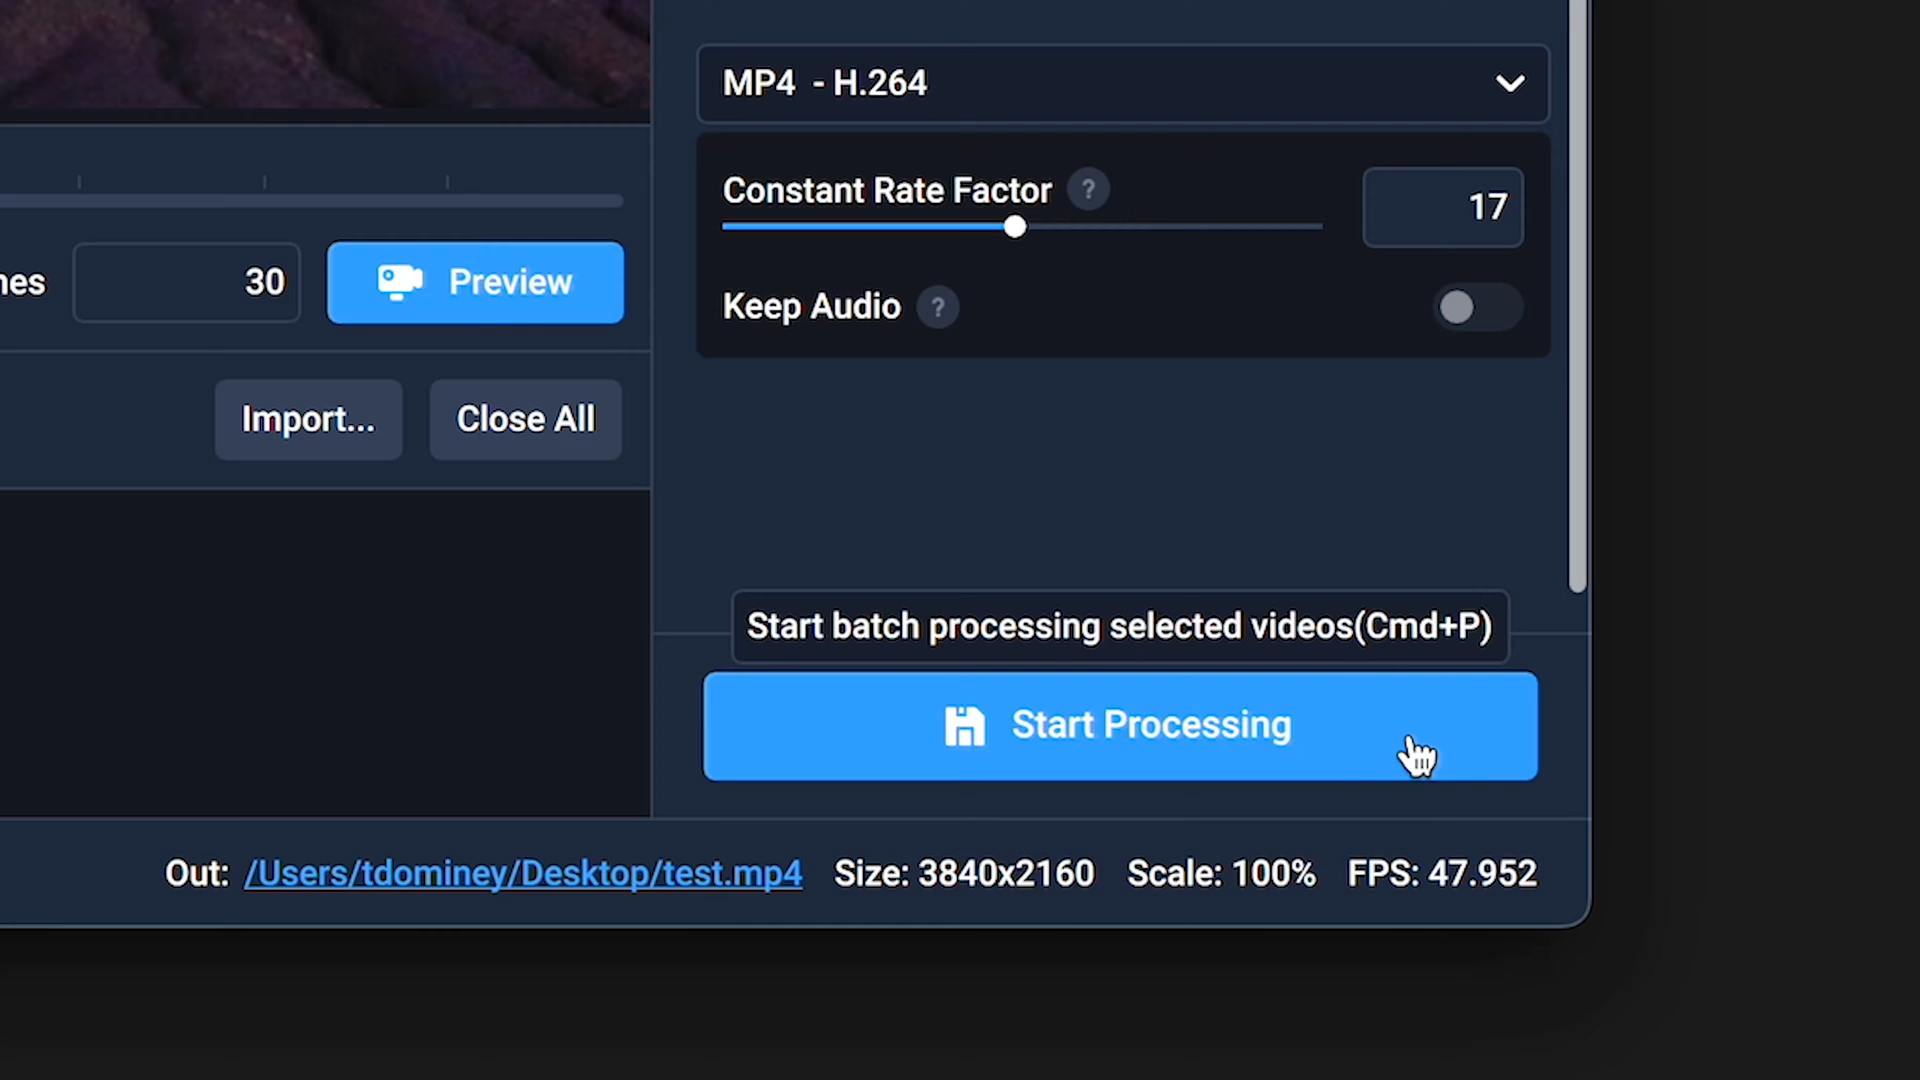 MP4 - H.264
Constant Rate Factor ? 17
Keep Audio ?
30 Preview
Import... Close All
Start batch processing selected videos(Cmd+P)
Start Processing
Out: /Users/tdominey/Desktop/test.mp4 Size: 3840x2160 Scale: 100% FPS: 47.952